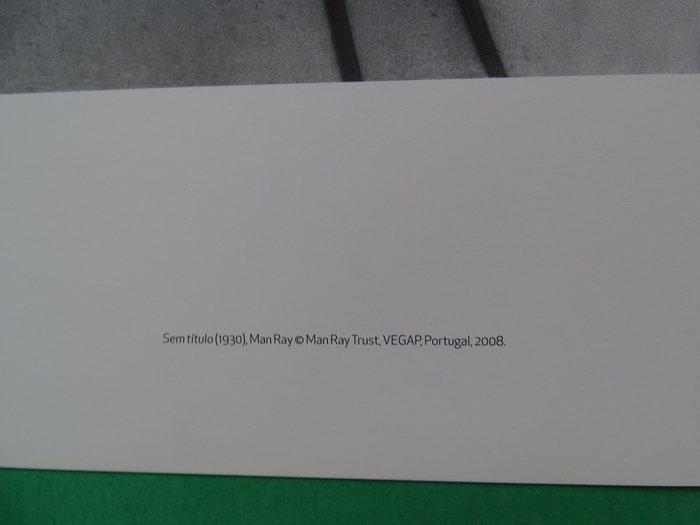 Sem título (1930), Man Ray © Man Ray Trust, VEGAP, Portugal, 2008.